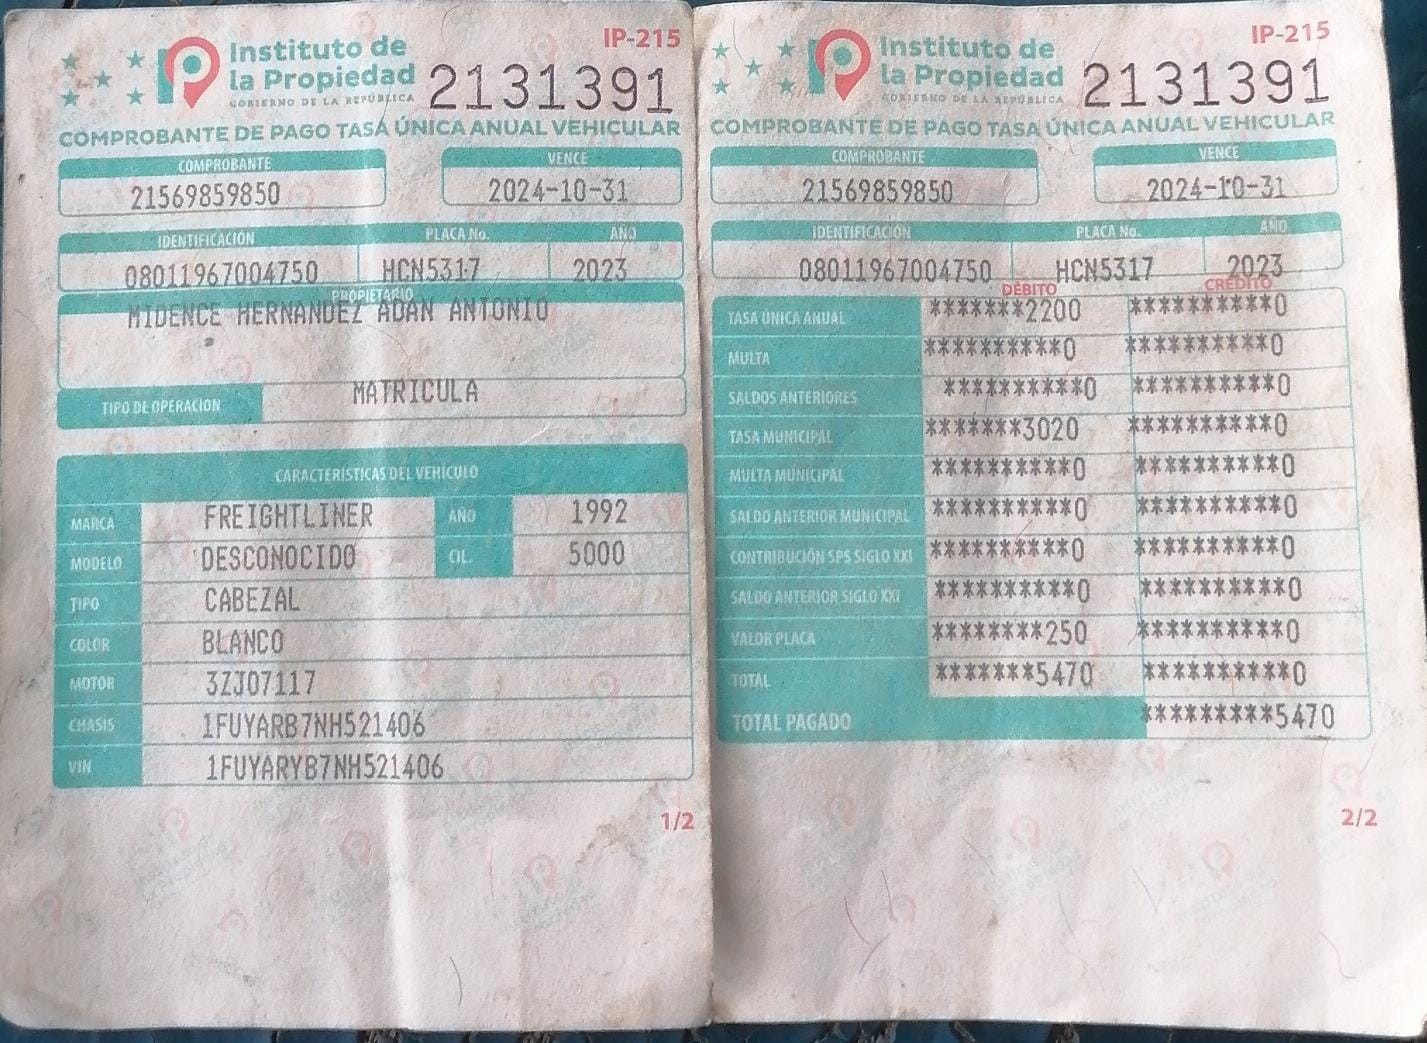 IP-215
Instituto de
la Propiedad
GOBIERNO DE LA REPÚBLICA
2131391
COMPROBANTE DE PAGO TASA ÚNICA ANUAL VEHICULAR
COMPROBANTE VENCE
21569859850 2024-10-31
IDENTIFICACIÓN PLACA No. AÑO
08011967004750 HCN5317 2023
PROPIETARIO
MIDENCE HERNANDEZ ADAN ANTONIO
TIPO DE OPERACIÓN MATRICULA
CARACTERÍSTICAS DEL VEHÍCULO
MARCA FREIGHTLINER AÑO 1992
MODELO DESCONOCIDO CIL. 5000
TIPO CABEZAL
COLOR BLANCO
MOTOR 3ZJ07117
CHASIS 1FUYARB7NH521406
VIN 1FUYARYB7NH521406
1/2
IP-215
Instituto de
la Propiedad
GOBIERNO DE LA REPÚBLICA
2131391
COMPROBANTE DE PAGO TASA ÚNICA ANUAL VEHICULAR
COMPROBANTE VENCE
21569859850 2024-10-31
IDENTIFICACIÓN PLACA No. AÑO
08011967004750 HCN5317 2023
DÉBITO CRÉDITO
TASA ÚNICA ANUAL *******2200 **********0
MULTA **********0 **********0
SALDOS ANTERIORES **********0 **********0
TASA MUNICIPAL *******3020 **********0
MULTA MUNICIPAL **********0 **********0
SALDO ANTERIOR MUNICIPAL **********0 **********0
CONTRIBUCIÓN SPS SIGLO XXI **********0 **********0
SALDO ANTERIOR SIGLO XXI **********0 **********0
VALOR PLACA ********250 **********0
TOTAL *******5470 **********0
TOTAL PAGADO *********5470
2/2